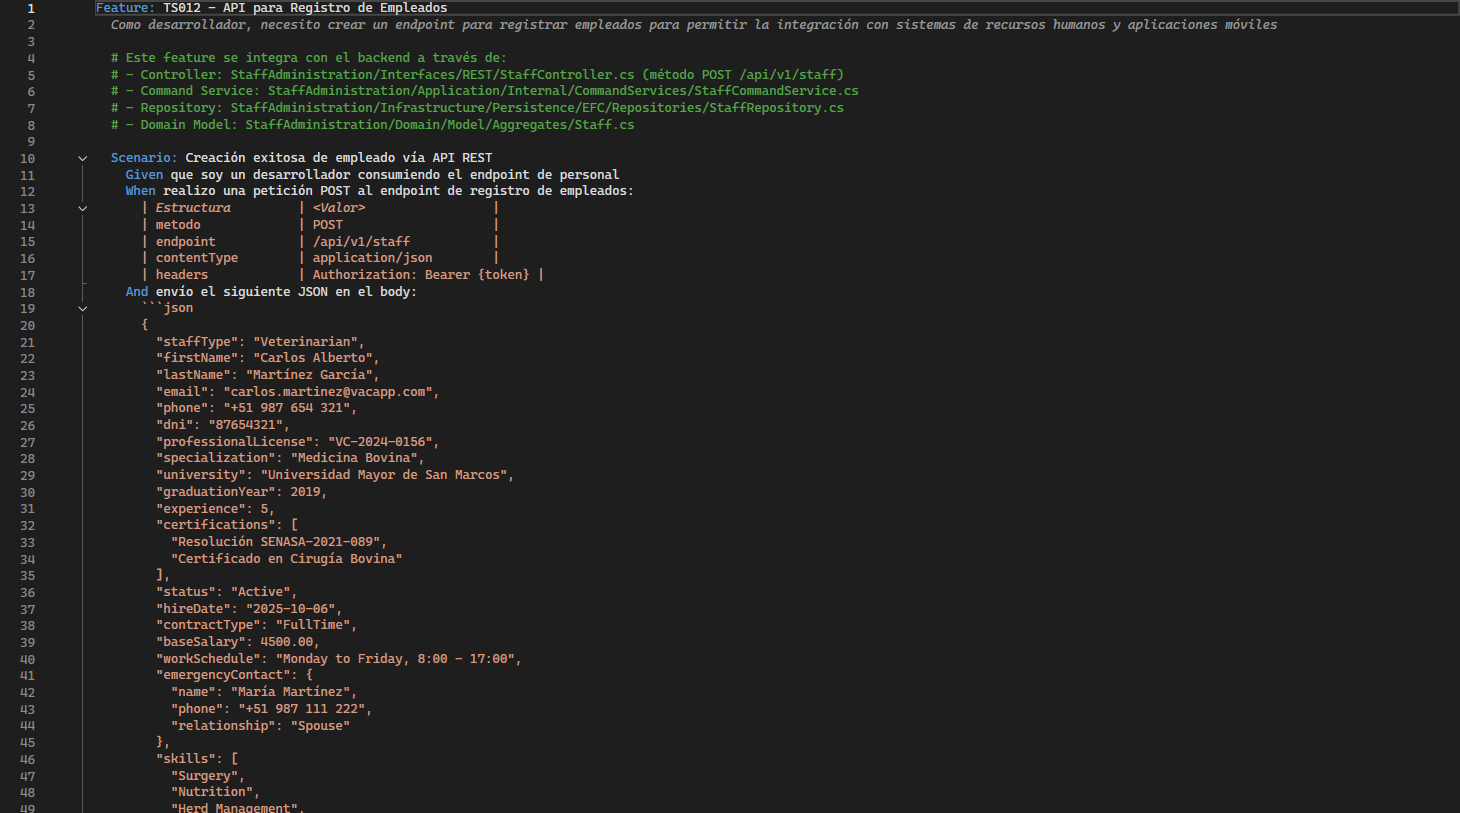 1 Feature: TS012 - API para Registro de Empleados
2 Como desarrollador, necesito crear un endpoint para registrar empleados para permitir la integración con sistemas de recursos humanos y aplicaciones móviles
3
4 # Este feature se integra con el backend a través de:
5 # - Controller: StaffAdministration/Interfaces/REST/StaffController.cs (método POST /api/v1/staff)
6 # - Command Service: StaffAdministration/Application/Internal/CommandServices/StaffCommandService.cs
7 # - Repository: StaffAdministration/Infrastructure/Persistence/EFC/Repositories/StaffRepository.cs
8 # - Domain Model: StaffAdministration/Domain/Model/Aggregates/Staff.cs
9
10 Scenario: Creación exitosa de empleado vía API REST
11 Given que soy un desarrollador consumiendo el endpoint de personal
12 When realizo una petición POST al endpoint de registro de empleados:
13 | Estructura | <Valor> |
14 | metodo | POST |
15 | endpoint | /api/v1/staff |
16 | contentType | application/json |
17 | headers | Authorization: Bearer {token} |
18 And envío el siguiente JSON en el body:
19 ```json
20 {
21 "staffType": "Veterinarian",
22 "firstName": "Carlos Alberto",
23 "lastName": "Martínez García",
24 "email": "carlos.martinez@vacapp.com",
25 "phone": "+51 987 654 321",
26 "dni": "87654321",
27 "professionalLicense": "VC-2024-0156",
28 "specialization": "Medicina Bovina",
29 "university": "Universidad Mayor de San Marcos",
30 "graduationYear": 2019,
31 "experience": 5,
32 "certifications": [
33 "Resolución SENASA-2021-089",
34 "Certificado en Cirugía Bovina"
35 ],
36 "status": "Active",
37 "hireDate": "2025-10-06",
38 "contractType": "FullTime",
39 "baseSalary": 4500.00,
40 "workSchedule": "Monday to Friday, 8:00 - 17:00",
41 "emergencyContact": {
42 "name": "María Martínez",
43 "phone": "+51 987 111 222",
44 "relationship": "Spouse"
45 },
46 "skills": [
47 "Surgery",
48 "Nutrition",
49 "Herd Management",